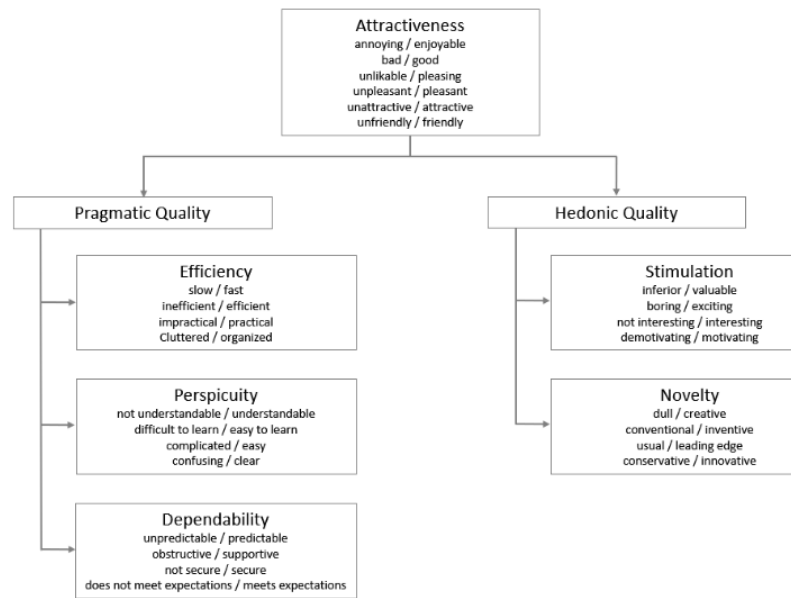 Attractiveness
annoying / enjoyable
bad / good
unlikable / pleasing
unpleasant / pleasant
unattractive / attractive
unfriendly / friendly
Pragmatic Quality
Efficiency
slow / fast
inefficient / efficient
impractical / practical
Cluttered / organized
Perspicuity
not understandable / understandable
difficult to learn / easy to learn
complicated / easy
confusing / clear
Dependability
unpredictable / predictable
obstructive / supportive
not secure / secure
does not meet expectations / meets expectations
Hedonic Quality
Stimulation
inferior / valuable
boring / exciting
not interesting / interesting
demotivating / motivating
Novelty
dull / creative
conventional / inventive
usual / leading edge
conservative / innovative